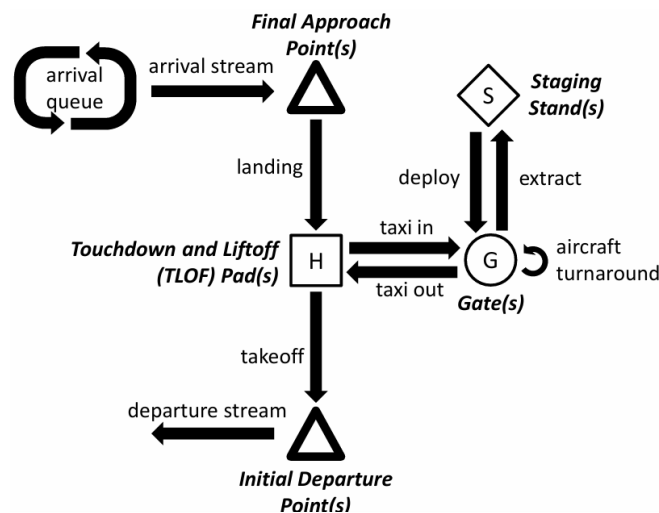 Final Approach
Point(s)
arrival
queue
arrival stream
S
Staging
Stand(s)
landing
deploy
extract
Touchdown and Liftoff
(TLOF) Pad(s)
H
taxi in
taxi out
G
aircraft
turnaround
Gate(s)
takeoff
departure stream
Initial Departure
Point(s)